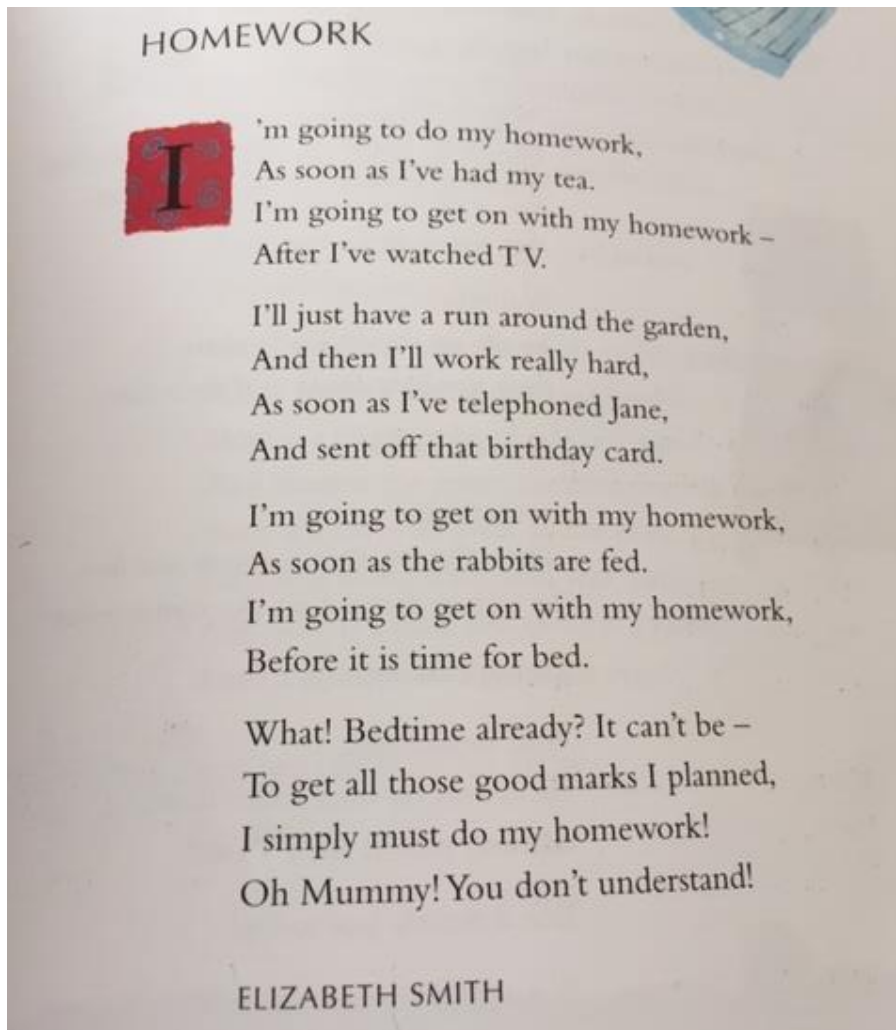 HOMEWORK
I'm going to do my homework,
As soon as I've had my tea.
I'm going to get on with my homework –
After I've watched TV.
I'll just have a run around the garden,
And then I'll work really hard,
As soon as I've telephoned Jane,
And sent off that birthday card.
I'm going to get on with my homework,
As soon as the rabbits are fed.
I'm going to get on with my homework,
Before it is time for bed.
What! Bedtime already? It can't be –
To get all those good marks I planned,
I simply must do my homework!
Oh Mummy! You don't understand!
ELIZABETH SMITH